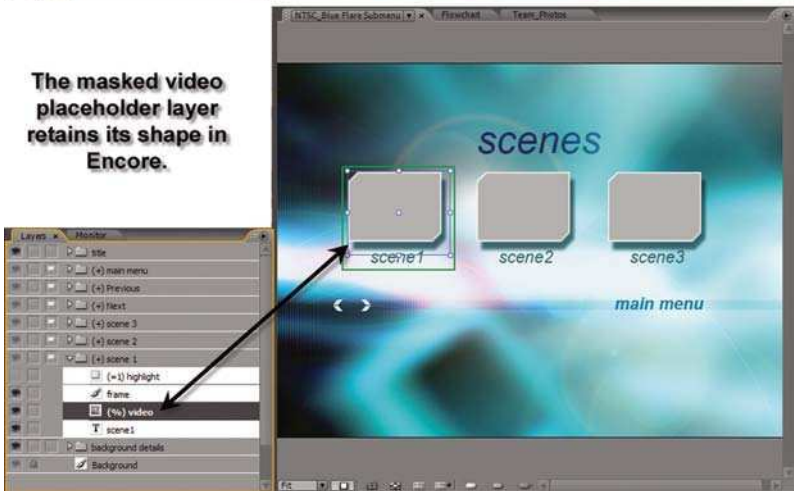 The masked video
placeholder layer
retains its shape in
Encore.
NTSC_Blue Flare Submenu
Flowchart
Team_Photos
scenes
scene1
scene2
scene3
main menu
Layers
Monitor
title
(+) main menu
(+) Previous
(+) Next
(+) scene 3
(+) scene 2
(+) scene 1
(=1) highlight
frame
(%) video
T scene1
background details
Background
Fit